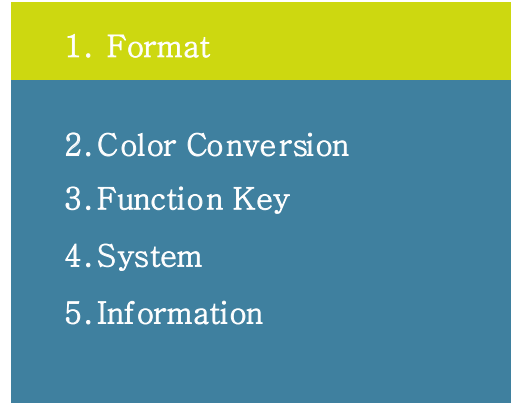 1. Format
2.Color Conversion
3.Function Key
4.System
5.Information